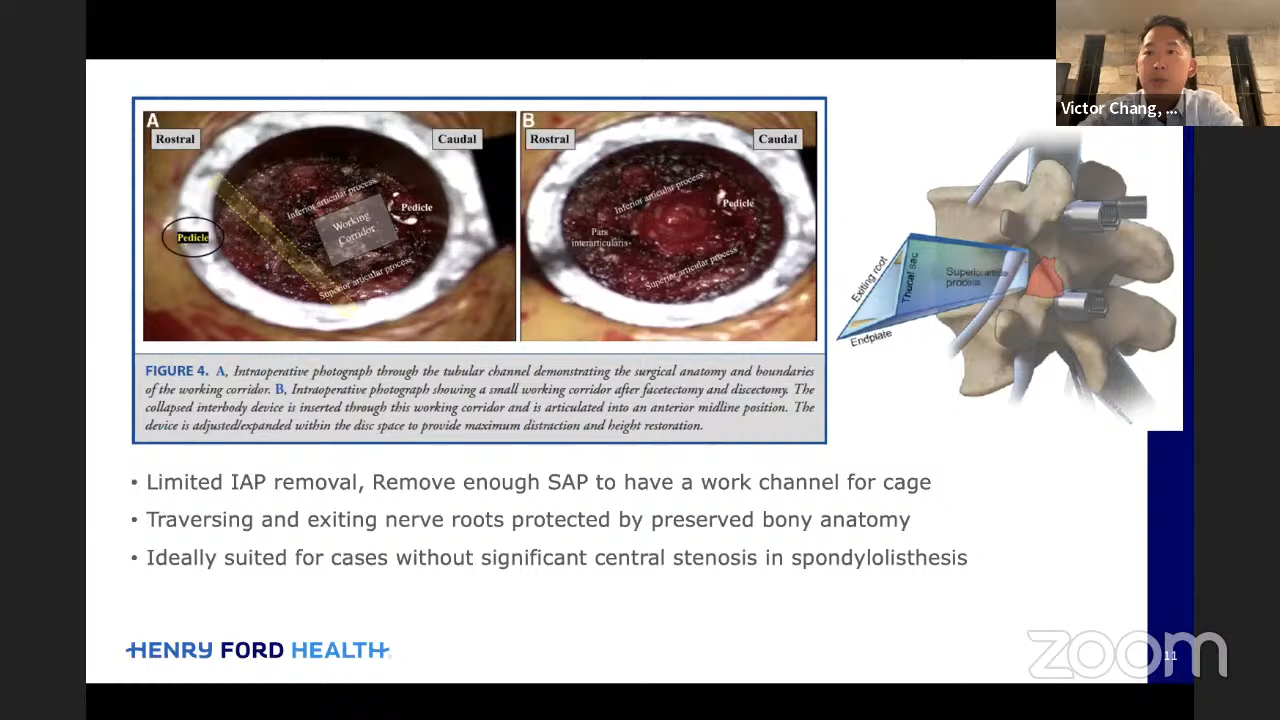 Victor Chang, ...
A
Rostral
Caudal
Inferior articular process
Pedicle
Working
Corridor
Pedicle
Superior articular process
B
Rostral
Caudal
Inferior articular process
Pedicle
Pars
interarticularis
Superior articular process
Exiting root
Thecal sac
Superior articular
process
Endplate
FIGURE 4. A, Intraoperative photograph through the tubular channel demonstrating the surgical anatomy and boundaries
of the working corridor. B, Intraoperative photograph showing a small working corridor after facetectomy and discectomy. The
collapsed interbody device is inserted through this working corridor and is articulated into an anterior midline position. The
device is adjusted/expanded within the disc space to provide maximum distraction and height restoration.
• Limited IAP removal, Remove enough SAP to have a work channel for cage
• Traversing and exiting nerve roots protected by preserved bony anatomy
• Ideally suited for cases without significant central stenosis in spondylolisthesis
HENRY FORD HEALTH
zoom
11